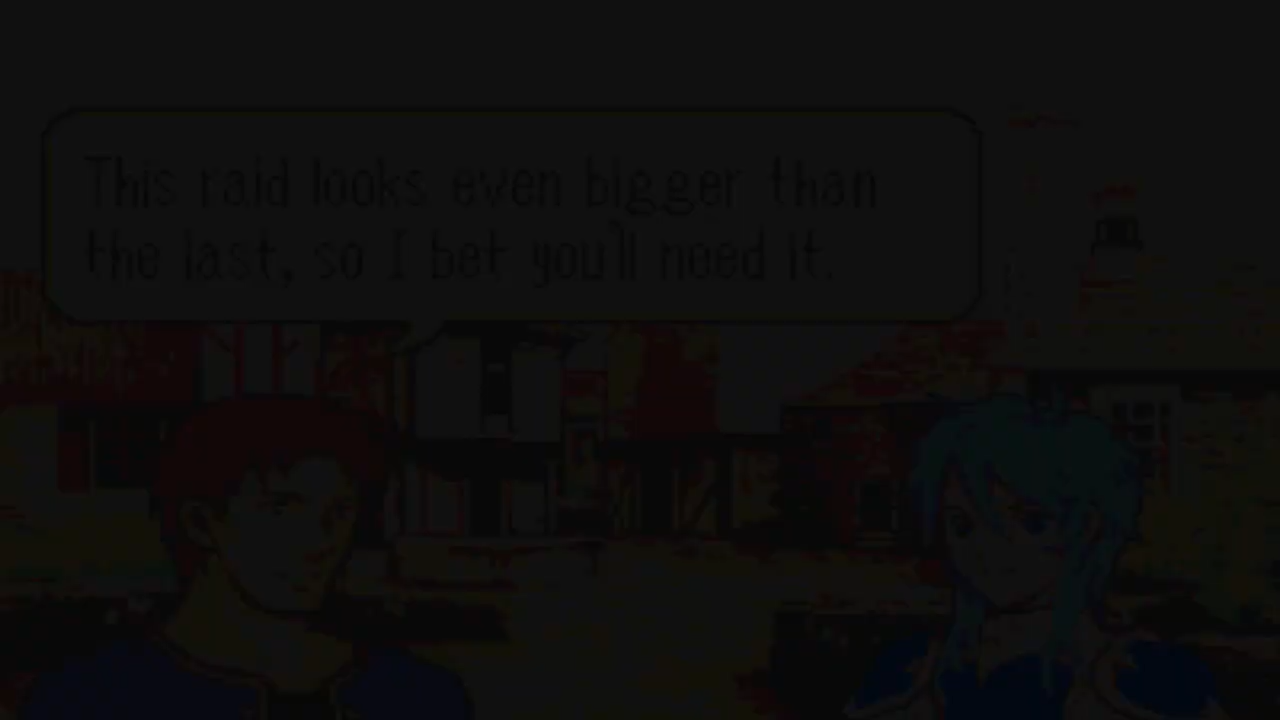 This raid looks even bigger than
the last, so I bet you'll need it.